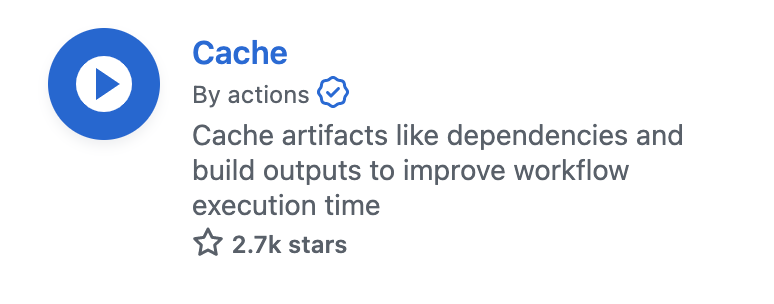 Cache
By actions
Cache artifacts like dependencies and
build outputs to improve workflow
execution time
2.7k stars